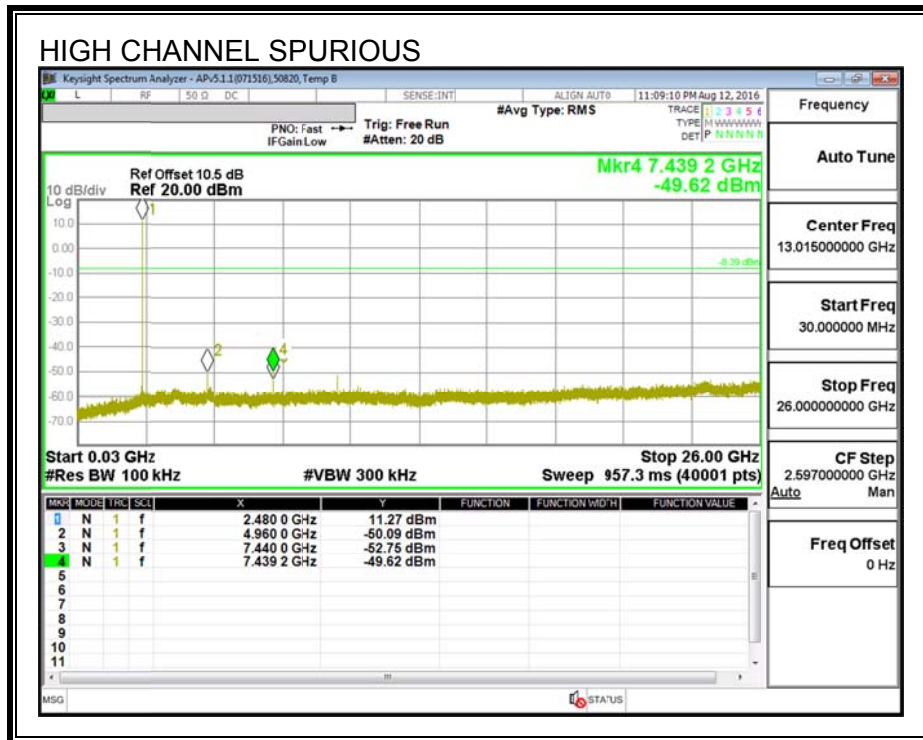 HIGH CHANNEL SPURIOUS
Keysight Spectrum Analyzer - APv5.1.1(071516),50820, Temp B
L RF 50 Ω DC SENSE:INT ALIGN AUTO 11:09:10 PM Aug 12, 2016
#Avg Type: RMS
TRACE 1 2 3 4 5 6
TYPE M WWWWW
DET P N N N N N
PNO: Fast
IFGain:Low
Trig: Free Run
#Atten: 20 dB
Mkr4 7.439 2 GHz
-49.62 dBm
Ref Offset 10.5 dB
10 dB/div Ref 20.00 dBm
Log
10.0
0.00
-10.0
-20.0
-30.0
-40.0
-50.0
-60.0
-70.0
1
2
4
-8.39 dBm
Start 0.03 GHz Stop 26.00 GHz
#Res BW 100 kHz #VBW 300 kHz Sweep 957.3 ms (40001 pts)
MKR MODE TRC SCL X Y FUNCTION FUNCTION WIDTH FUNCTION VALUE
1 N 1 f 2.480 0 GHz 11.27 dBm
2 N 1 f 4.960 0 GHz -50.09 dBm
3 N 1 f 7.440 0 GHz -52.75 dBm
4 N 1 f 7.439 2 GHz -49.62 dBm
5
6
7
8
9
10
11
MSG STATUS
Frequency
Auto Tune
Center Freq
13.015000000 GHz
Start Freq
30.000000 MHz
Stop Freq
26.000000000 GHz
CF Step
2.597000000 GHz
Auto Man
Freq Offset
0 Hz